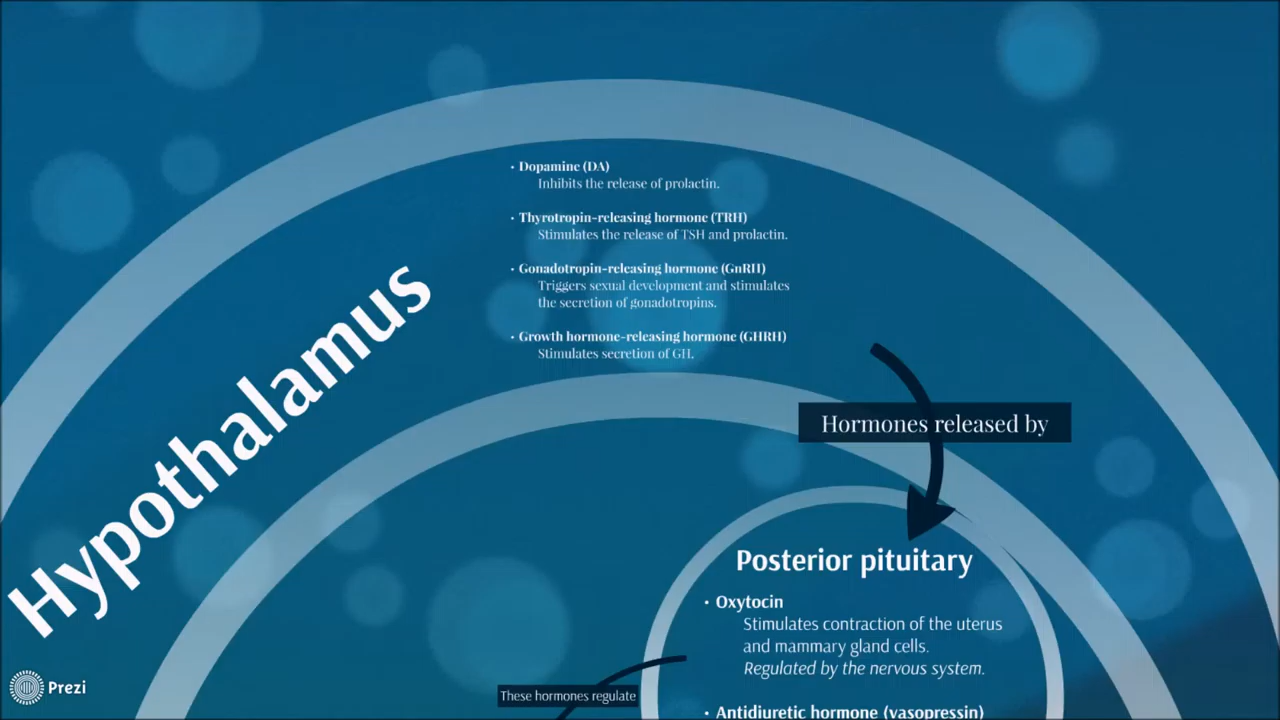 Hypothalamus
• Dopamine (DA)
Inhibits the release of prolactin.
• Thyrotropin-releasing hormone (TRH)
Stimulates the release of TSH and prolactin.
• Gonadotropin-releasing hormone (GnRH)
Triggers sexual development and stimulates
the secretion of gonadotropins.
• Growth hormone-releasing hormone (GHRH)
Stimulates secretion of GH.
Hormones released by
Posterior pituitary
• Oxytocin
Stimulates contraction of the uterus
and mammary gland cells.
Regulated by the nervous system.
• Antidiuretic hormone (vasopressin)
These hormones regulate
Prezi